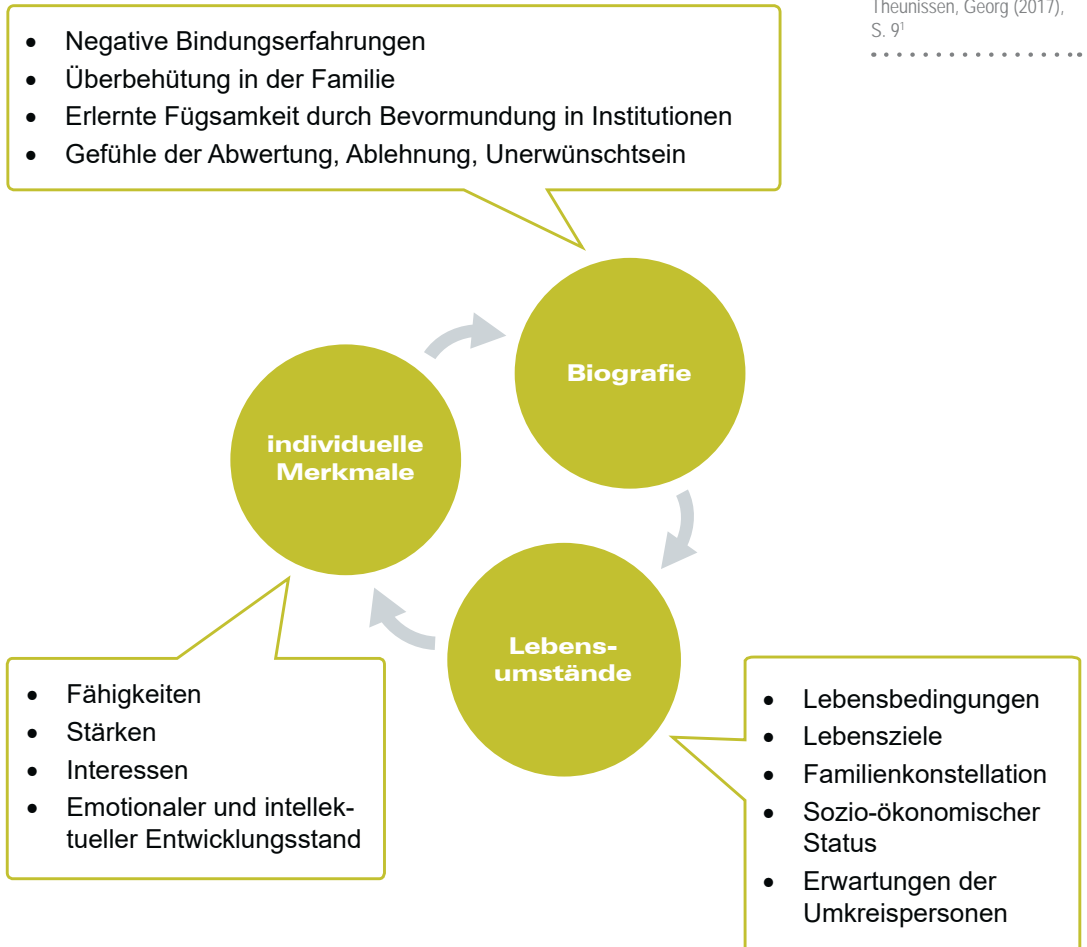 Theunissen, Georg (2017),
S. 9¹
• Negative Bindungserfahrungen
• Überbehütung in der Familie
• Erlernte Fügsamkeit durch Bevormundung in Institutionen
• Gefühle der Abwertung, Ablehnung, Unerwünschtsein
Biografie
individuelle
Merkmale
Lebens-
umstände
• Fähigkeiten
• Stärken
• Interessen
• Emotionaler und intellek-
tueller Entwicklungsstand
• Lebensbedingungen
• Lebensziele
• Familienkonstellation
• Sozio-ökonomischer
Status
• Erwartungen der
Umkreispersonen